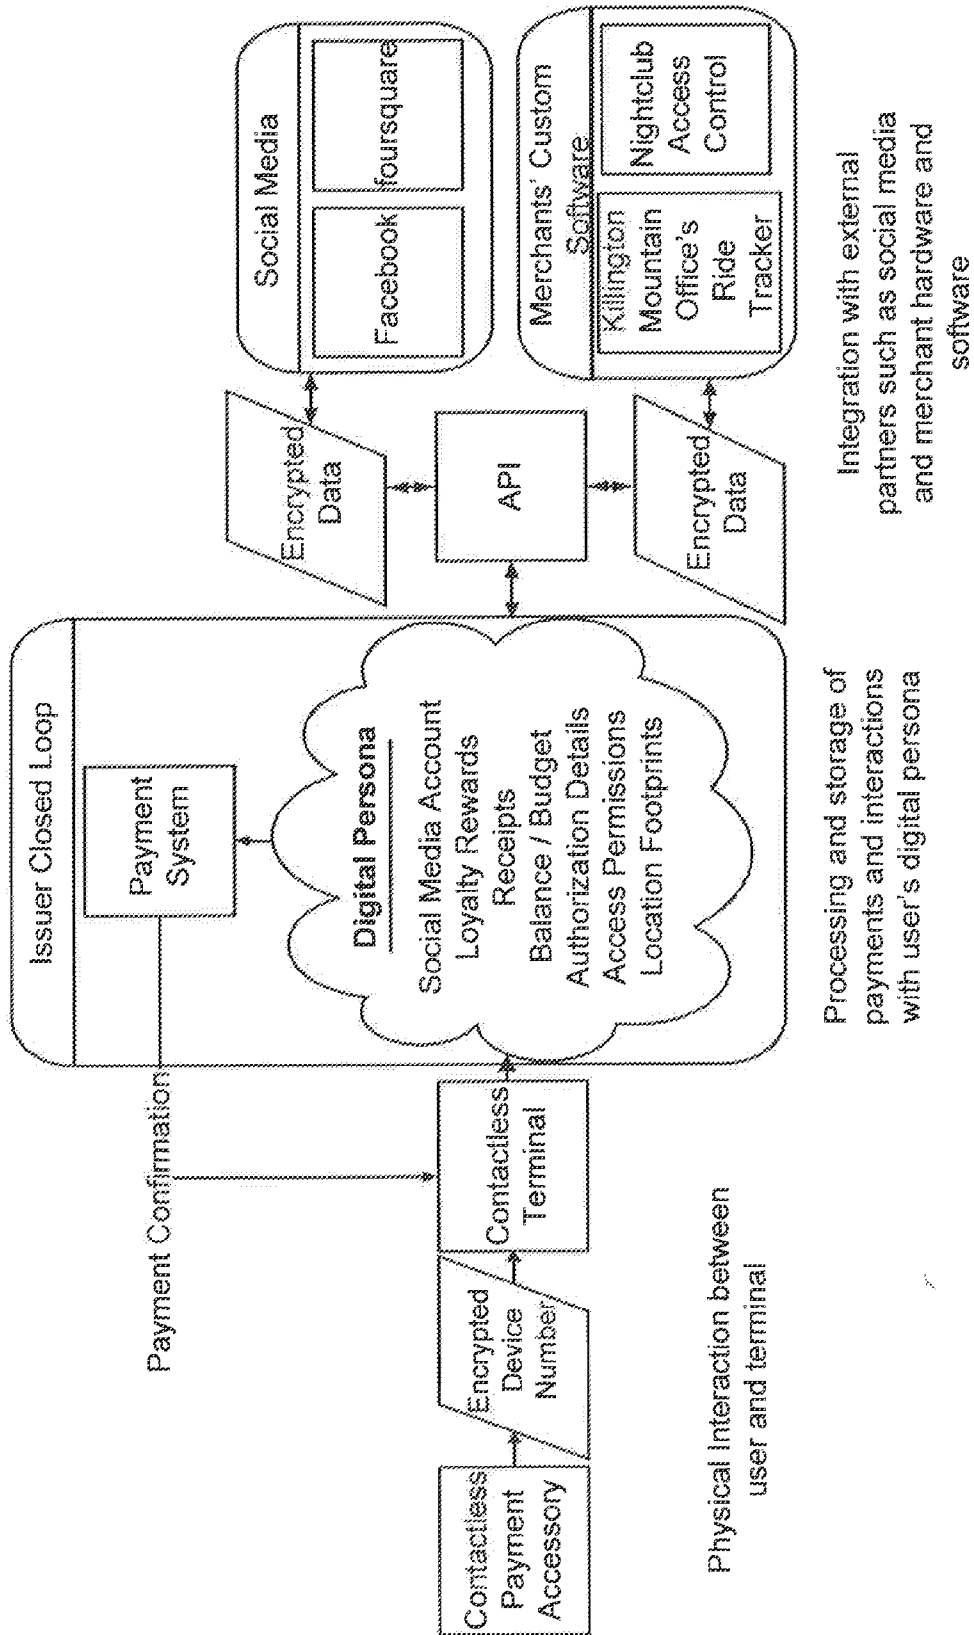 Contactless
Payment
Accessory
Encrypted
Device
Number
Contactless
Terminal
Payment Confirmation
Physical Interaction between
user and terminal
Issuer Closed Loop
Payment
System
Digital Persona
Social Media Account
Loyalty Rewards
Receipts
Balance / Budget
Authorization Details
Access Permissions
Location Footprints
Processing and storage of
payments and interactions
with user's digital persona
Encrypted
Data
API
Encrypted
Data
Social Media
Facebook
foursquare
Merchants' Custom
Software
Killington
Mountain
Office's
Ride
Tracker
Nightclub
Access
Control
Integration with external
partners such as social media
and merchant hardware and
software